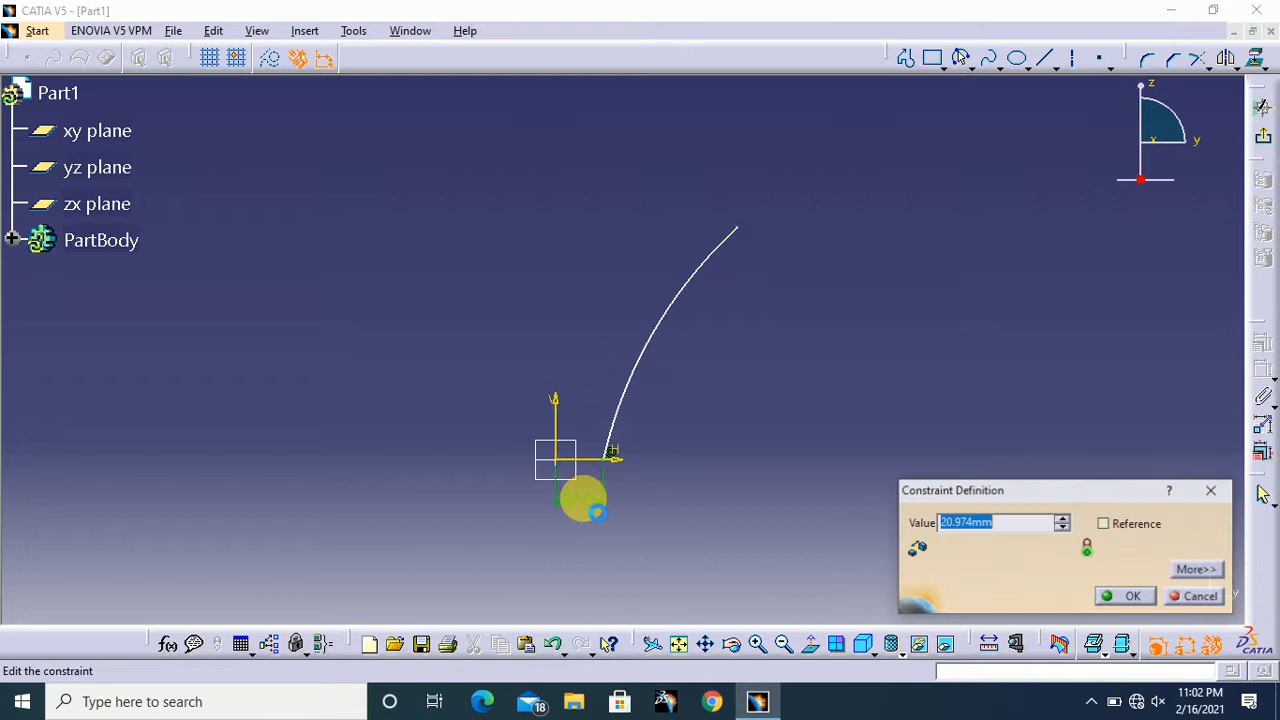 CATIA V5 - [Part1]
Start ENOVIA V5 VPM File Edit View Insert Tools Window Help
Part1
xy plane
yz plane
zx plane
PartBody
z
x
y
V
H
Constraint Definition ?
Value 20.974mm Reference
More>>
OK Cancel
f(x)
CATIA
Edit the constraint
Type here to search
18
11:02 PM
2/16/2021